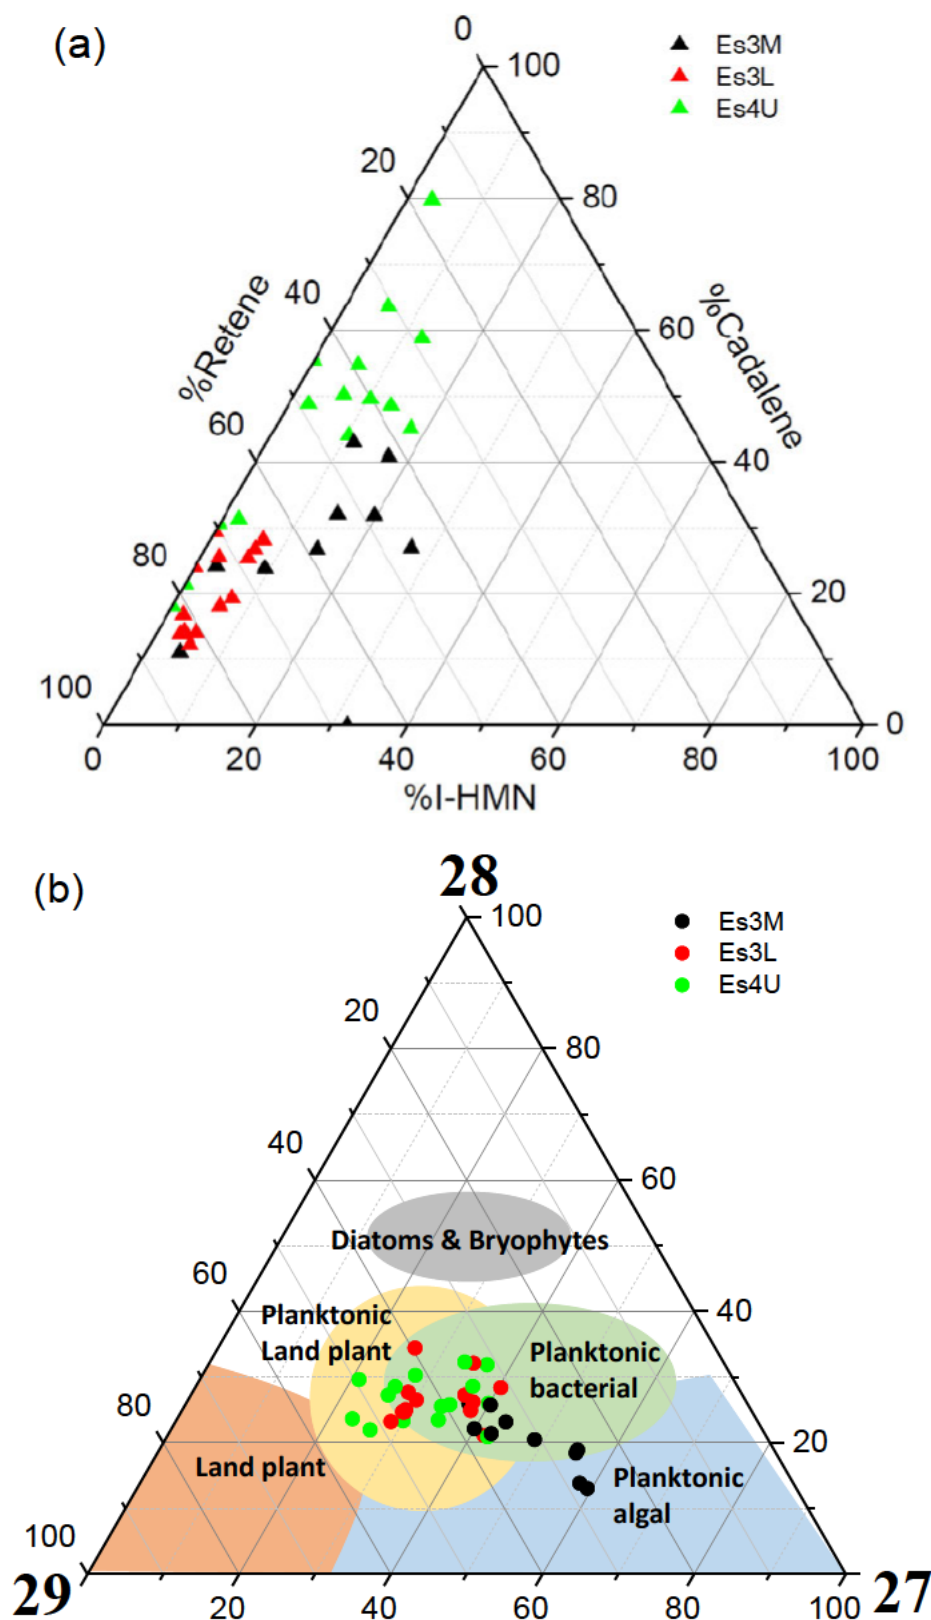 (a)
0
100
Es3M
Es3L
Es4U
20
80
%Retene
40
%Cadalene
60
60
40
80
20
100
0
0
20
40
60
80
100
%I-HMN
(b)
28
100
Es3M
Es3L
Es4U
20
80
40
60
Diatoms & Bryophytes
60
40
Planktonic
Land plant
Planktonic
bacterial
80
20
Land plant
Planktonic
algal
100
29
20
40
60
80
100
27